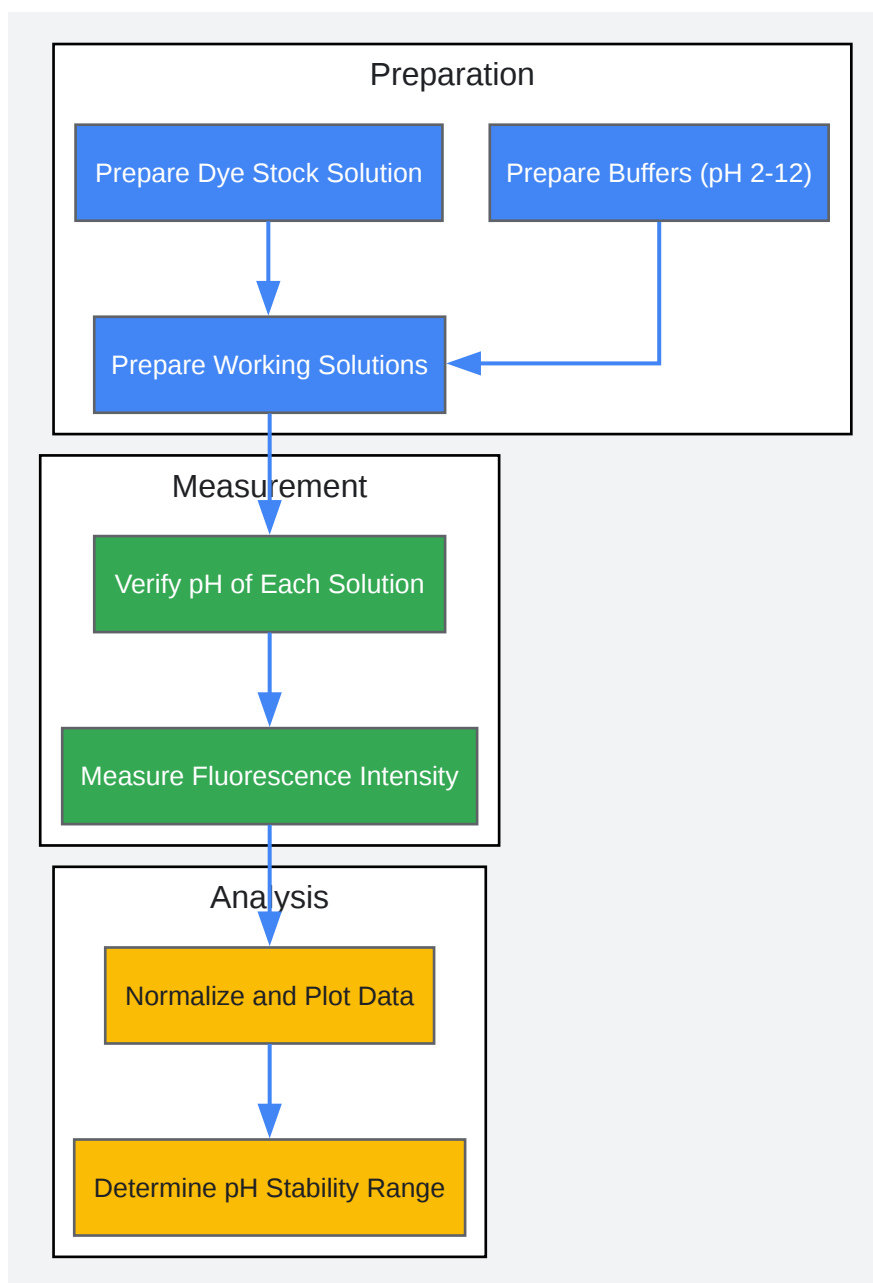 Preparation
Prepare Dye Stock Solution
Prepare Buffers (pH 2-12)
Prepare Working Solutions
Measurement
Verify pH of Each Solution
Measure Fluorescence Intensity
Analysis
Normalize and Plot Data
Determine pH Stability Range